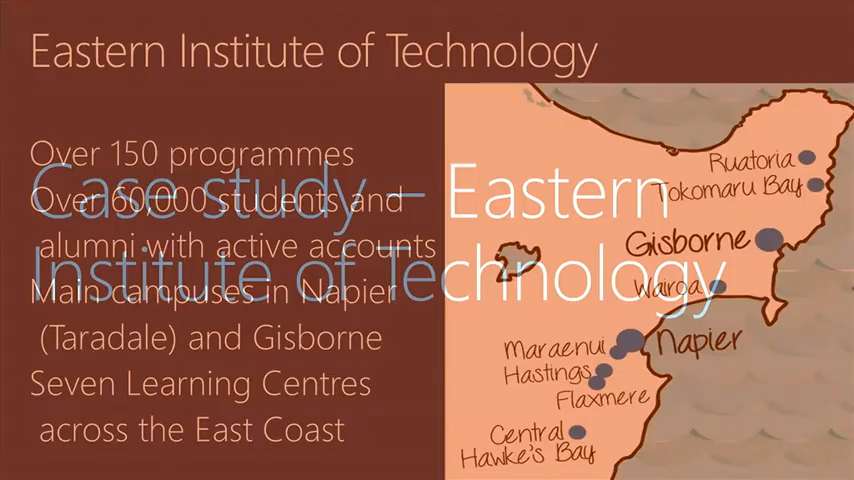 Eastern Institute of Technology
Over 150 programmes
Over 60,000 students and
alumni with active accounts
Main campuses in Napier
(Taradale) and Gisborne
Seven Learning Centres
across the East Coast
Case study – Eastern
Institute of Technology
Ruatoria
Tokomaru Bay
Gisborne
Wairoa
Napier
Maraenui
Hastings
Flaxmere
Central
Hawke's Bay